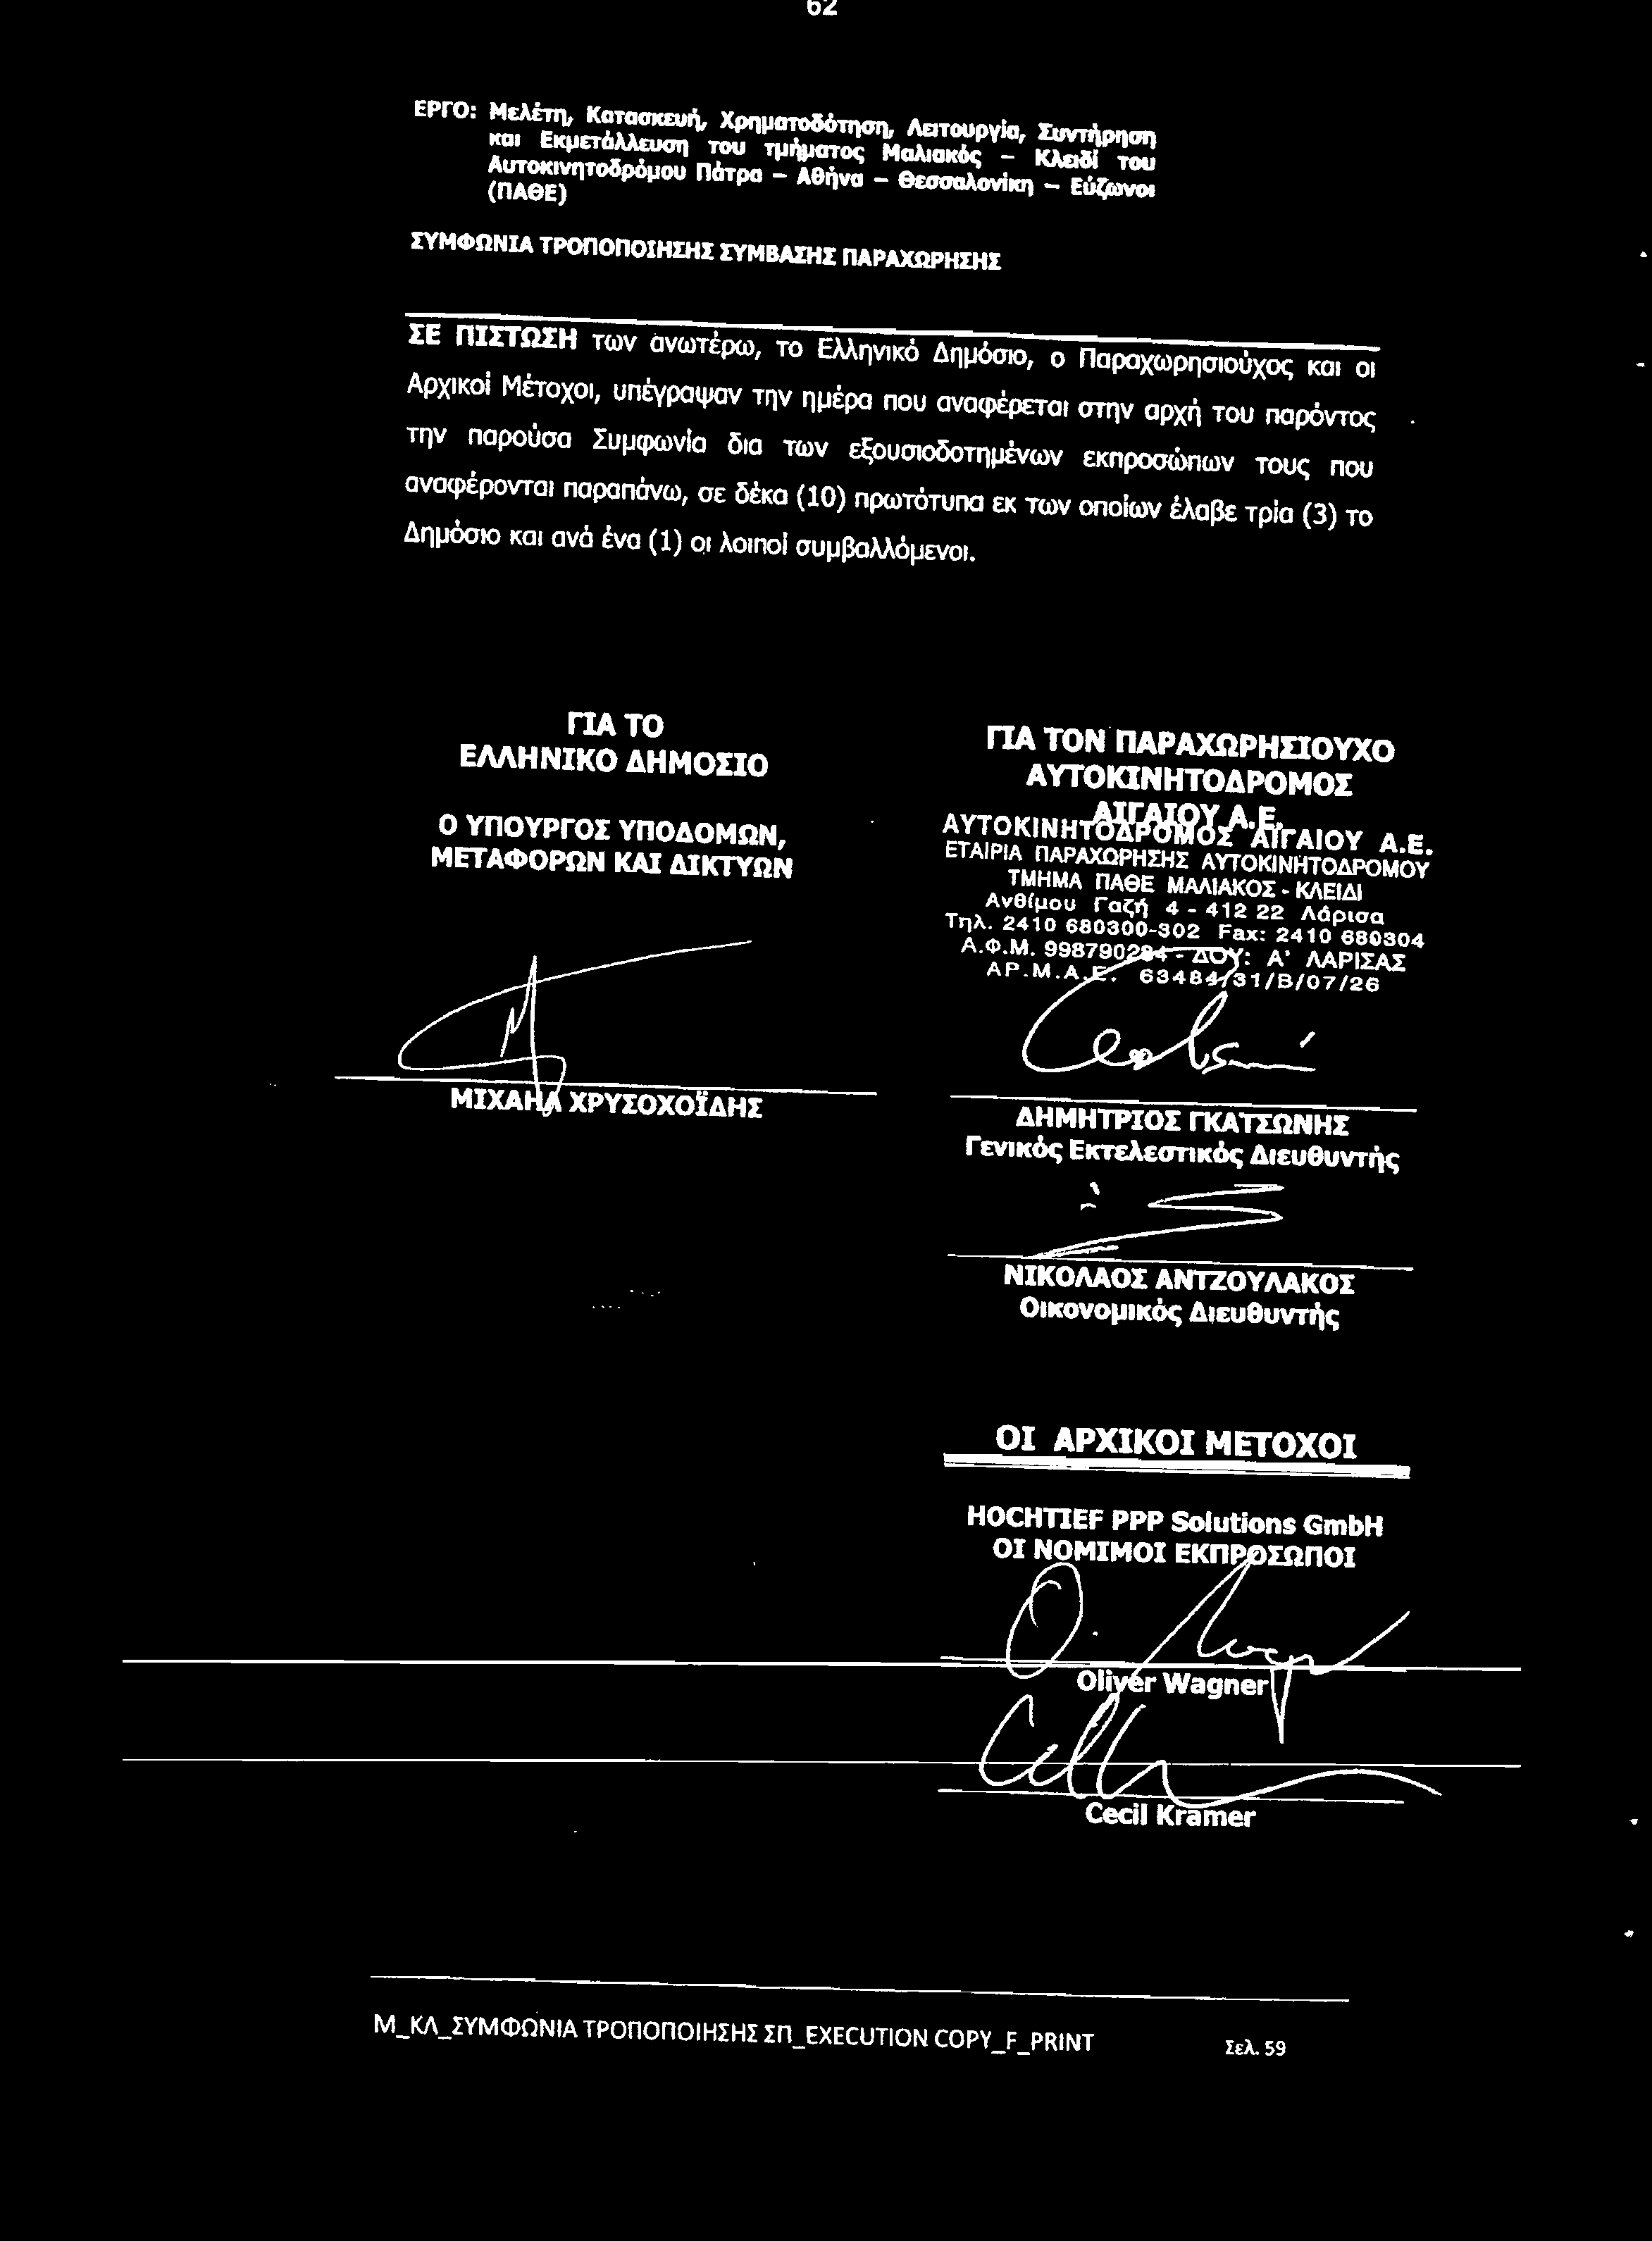 62
ΕΡΓΟ: Μελέτη, Κατασκευή, Χρηματοδότηση, Λειτουργία, Συντήρηση
και Εκμετάλλευση του τμήματος Μαλιακός – Κλειδί του
Αυτοκινητοδρόμου Πάτρα – Αθήνα – Θεσσαλονίκη – Εύζωνοι
(ΠΑΘΕ)
ΣΥΜΦΩΝΙΑ ΤΡΟΠΟΠΟΙΗΣΗΣ ΣΥΜΒΑΣΗΣ ΠΑΡΑΧΩΡΗΣΗΣ
ΣΕ ΠΙΣΤΩΣΗ των ανωτέρω, το Ελληνικό Δημόσιο, ο Παραχωρησιούχος και οι
Αρχικοί Μέτοχοι, υπέγραψαν την ημέρα που αναφέρεται στην αρχή του παρόντος
την παρούσα Συμφωνία δια των εξουσιοδοτημένων εκπροσώπων τους που
αναφέρονται παραπάνω, σε δέκα (10) πρωτότυπα εκ των οποίων έλαβε τρία (3) το
Δημόσιο και ανά ένα (1) οι λοιποί συμβαλλόμενοι.
ΓΙΑ ΤΟ
ΕΛΛΗΝΙΚΟ ΔΗΜΟΣΙΟ
Ο ΥΠΟΥΡΓΟΣ ΥΠΟΔΟΜΩΝ,
ΜΕΤΑΦΟΡΩΝ ΚΑΙ ΔΙΚΤΥΩΝ
ΜΙΧΑΗΛ ΧΡΥΣΟΧΟΪΔΗΣ
ΓΙΑ ΤΟΝ ΠΑΡΑΧΩΡΗΣΙΟΥΧΟ
ΑΥΤΟΚΙΝΗΤΟΔΡΟΜΟΣ
ΑΙΓΑΙΟΥ Α.Ε.
ΑΥΤΟΚΙΝΗΤΟΔΡΟΜΟΣ ΑΙΓΑΙΟΥ Α.Ε.
ΕΤΑΙΡΙΑ ΠΑΡΑΧΩΡΗΣΗΣ ΑΥΤΟΚΙΝΗΤΟΔΡΟΜΟΥ
ΤΜΗΜΑ ΠΑΘΕ ΜΑΛΙΑΚΟΣ - ΚΛΕΙΔΙ
Ανθίμου Γαζή 4 - 412 22 Λάρισα
Τηλ. 2410 680300-302 Fax: 2410 680304
Α.Φ.Μ. 998790284 - ΔΟΥ: Α' ΛΑΡΙΣΑΣ
ΑΡ.Μ.Α.Ε. 63484/31/Β/07/26
ΔΗΜΗΤΡΙΟΣ ΓΚΑΤΣΩΝΗΣ
Γενικός Εκτελεστικός Διευθυντής
ΝΙΚΟΛΑΟΣ ΑΝΤΖΟΥΛΑΚΟΣ
Οικονομικός Διευθυντής
ΟΙ ΑΡΧΙΚΟΙ ΜΕΤΟΧΟΙ
HOCHTIEF PPP Solutions GmbH
ΟΙ ΝΟΜΙΜΟΙ ΕΚΠΡΟΣΩΠΟΙ
Oliver Wagner
Cecil Kramer
Μ_ΚΛ_ΣΥΜΦΩΝΙΑ ΤΡΟΠΟΠΟΙΗΣΗΣ ΣΠ_EXECUTION COPY_F_PRINT Σελ. 59